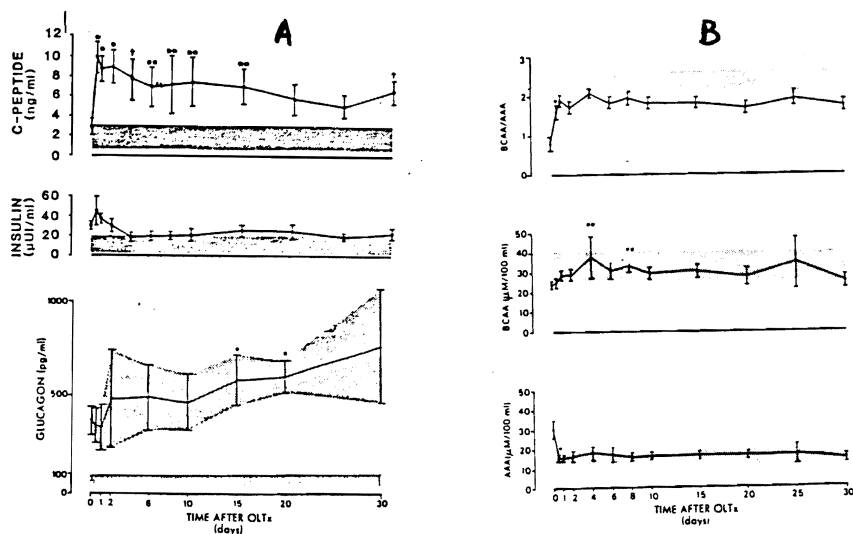 A
C-PEPTIDE
(ng/ml)
12
10
8
6
4
2
0
INSULIN
(µUI/ml)
60
40
20
0
GLUCAGON (pg/ml)
1000
500
100
0
0 1 2 6 10 15 20 30
TIME AFTER OLTx
(days)
B
BCAA/AAA
3
2
1
0
BCAA µM/100 ml)
50
40
30
20
10
0
AAA(µM/100 ml)
50
40
30
20
10
0
0 1 2 4 6 8 10 15 20 25 30
TIME AFTER OLTx
(days)